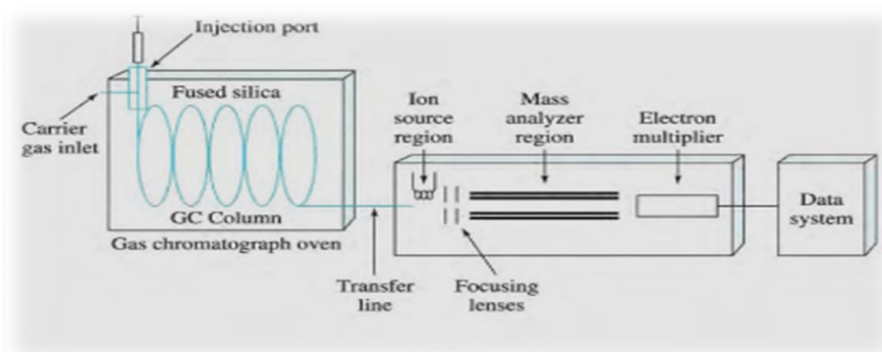 Injection port
Fused silica
Carrier
gas inlet
GC Column
Gas chromatograph oven
Ion
source
region
Mass
analyzer
region
Electron
multiplier
Data
system
Transfer
line
Focusing
lenses